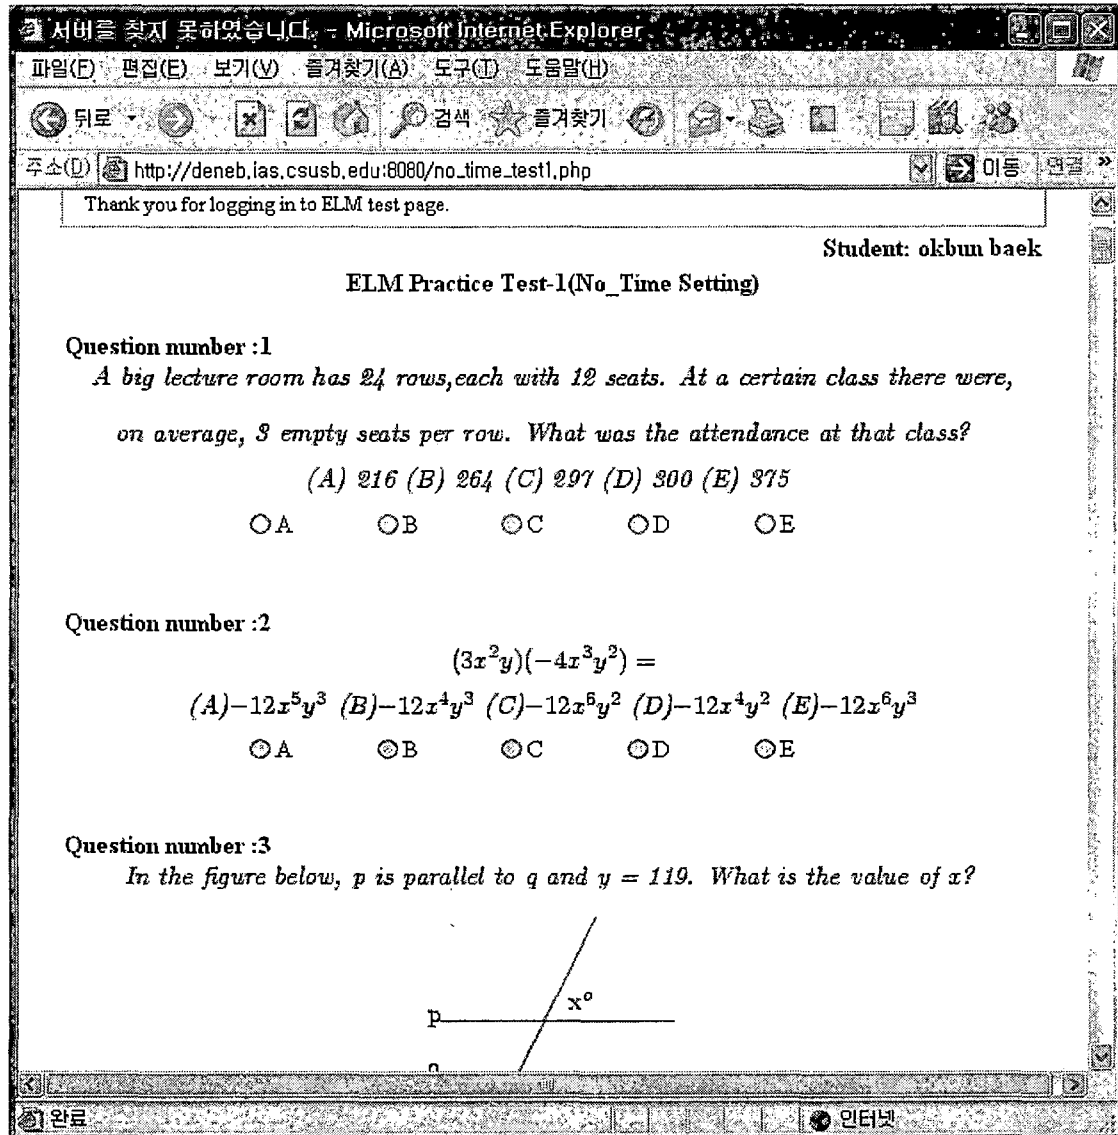 서버를 찾지 못하였습니다. - Microsoft Internet Explorer
파일(F) 편집(E) 보기(V) 즐겨찾기(A) 도구(T) 도움말(H)
뒤로 검색 즐겨찾기
주소(D) http://deneb.ias.csusb.edu:8080/no_time_test1.php 이동 연결 »
Thank you for logging in to ELM test page.
Student: okbun baek
ELM Practice Test-1(No_Time Setting)
Question number :1
A big lecture room has 24 rows,each with 12 seats. At a certain class there were,
on average, 3 empty seats per row. What was the attendance at that class?
(A) 216 (B) 264 (C) 297 (D) 300 (E) 375
A B C D E
Question number :2
(3x²y)(−4x³y²) =
(A)−12x⁵y³ (B)−12x⁴y³ (C)−12x⁶y² (D)−12x⁴y² (E)−12x⁶y³
A B C D E
Question number :3
In the figure below, p is parallel to q and y = 119. What is the value of x?
x°
p
완료 인터넷